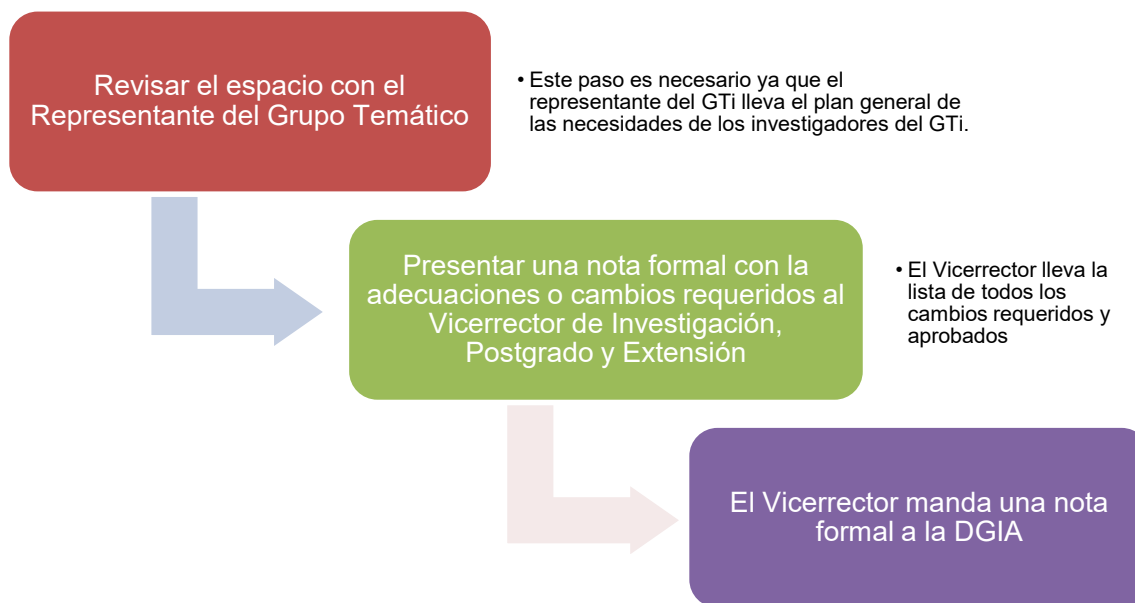 Revisar el espacio con el
Representante del Grupo Temático
• Este paso es necesario ya que el
representante del GTi lleva el plan general de
las necesidades de los investigadores del GTi.
Presentar una nota formal con la
adecuaciones o cambios requeridos al
Vicerrector de Investigación,
Postgrado y Extensión
• El Vicerrector lleva la
lista de todos los
cambios requeridos y
aprobados
El Vicerrector manda una nota
formal a la DGIA